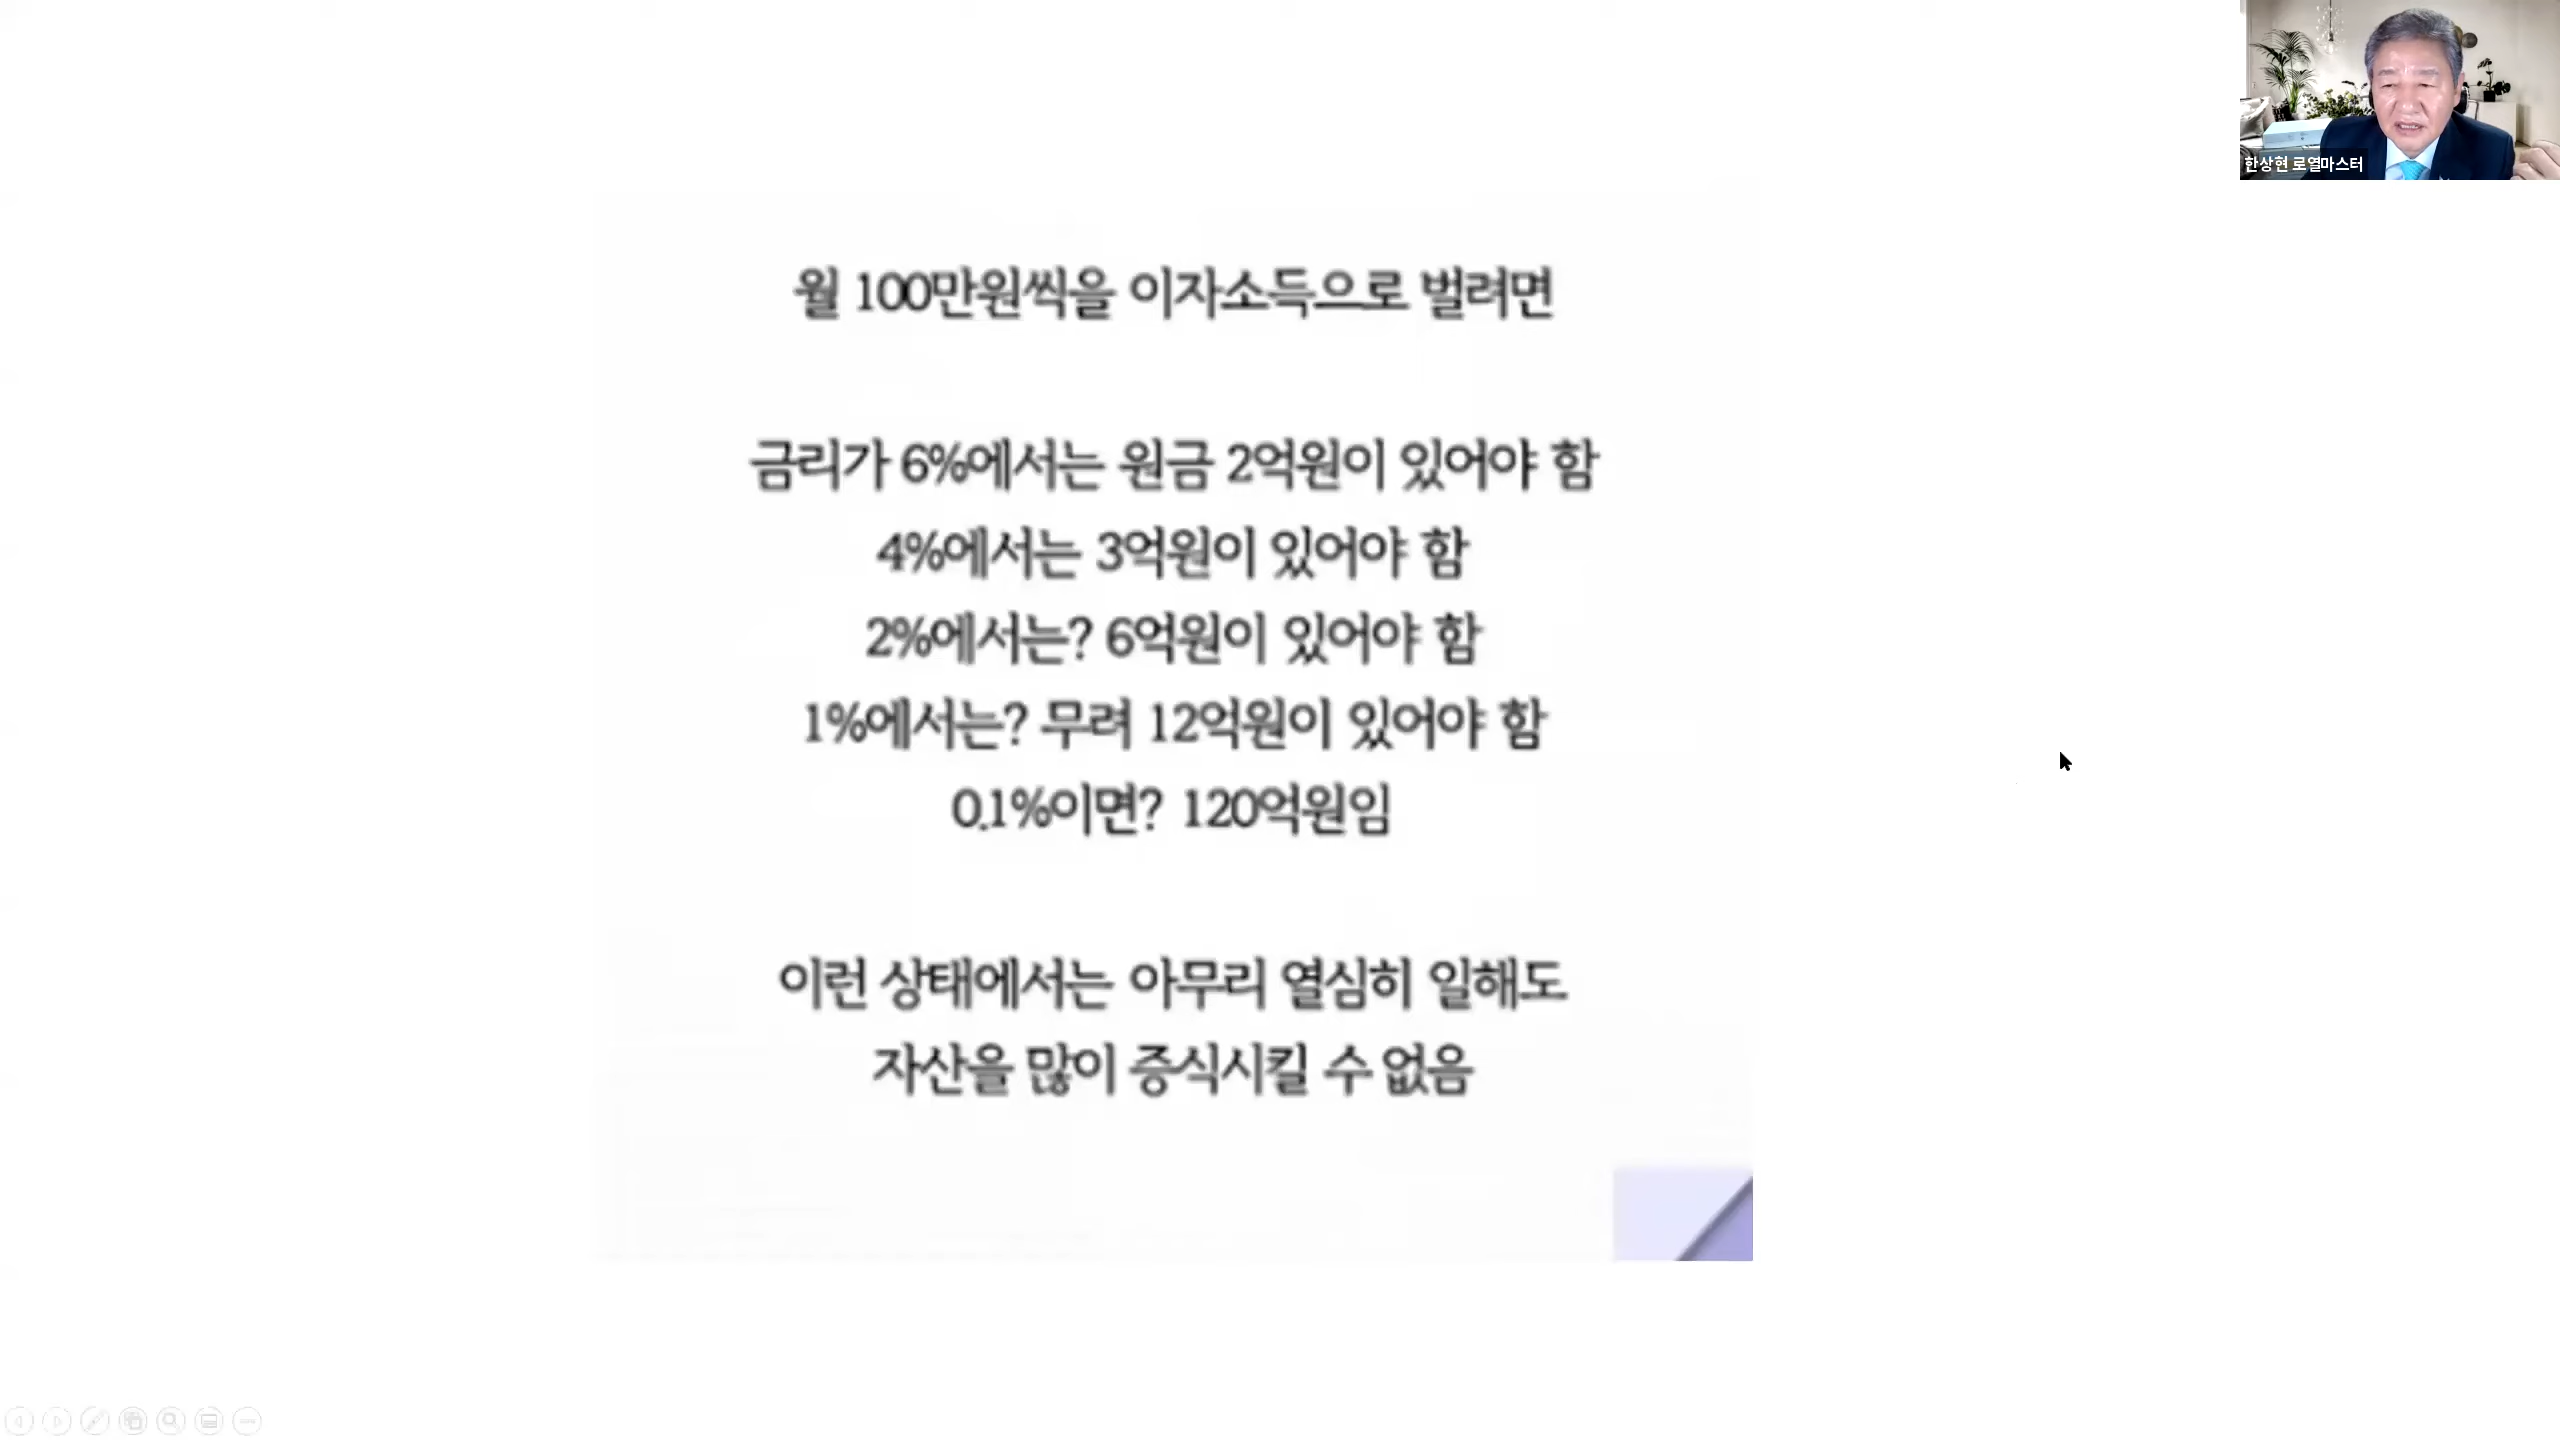 한상현 로열마스터
월 100만원씩을 이자소득으로 벌려면
금리가 6%에서는 원금 2억원이 있어야 함
4%에서는 3억원이 있어야 함
2%에서는? 6억원이 있어야 함
1%에서는? 무려 12억원이 있어야 함
0.1%이면? 120억원임
이런 상태에서는 아무리 열심히 일해도
자산을 많이 증식시킬 수 없음